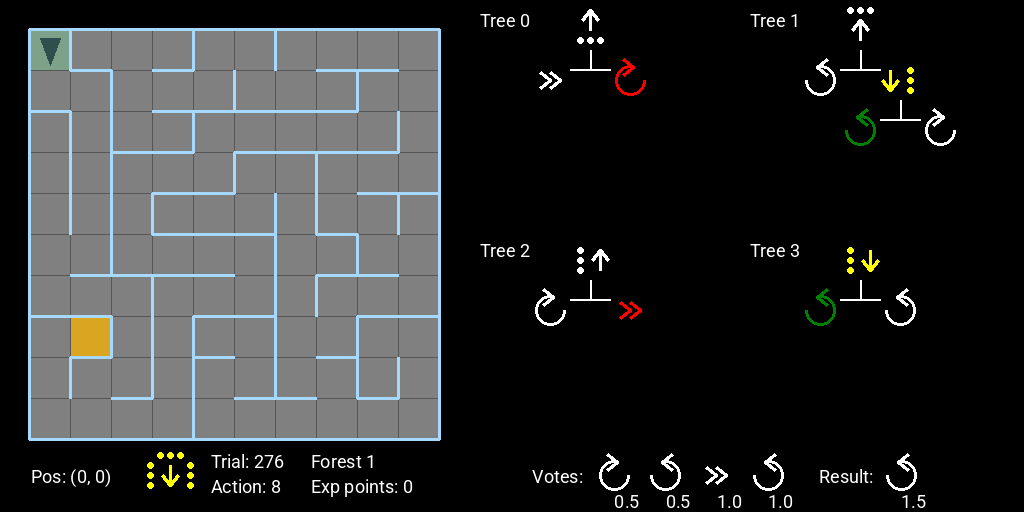 Tree 0
Tree 1
Tree 2
Tree 3
Pos: (0, 0)
Trial: 276
Forest 1
Action: 8
Exp points: 0
Votes:
0.5
0.5
1.0
1.0
Result:
1.5